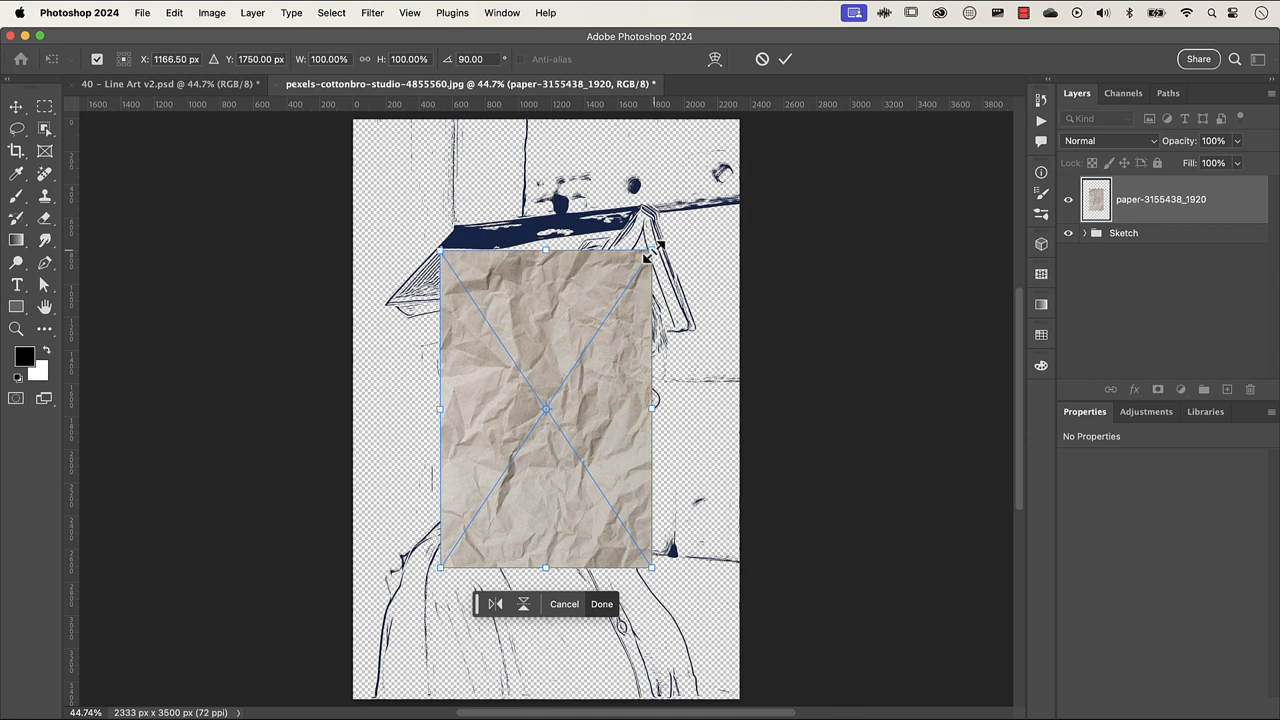 Photoshop 2024 File Edit Image Layer Type Select Filter View Plugins Window Help
Adobe Photoshop 2024
X: 1166.50 px Y: 1750.00 px W: 100.00% H: 100.00% 90.00 ° Anti-alias Share
40 – Line Art v2.psd @ 44.7% (RGB/8) * pexels-cottonbro-studio-4855560.jpg @ 44.7% (paper-3155438_1920, RGB/8) *
1600 1400 1200 1000 800 600 400 200 0 200 400 600 800 1000 1200 1400 1600 1800 2000 2200 2400 2600 2800 3000 3200 3400 3600 3800
Layers Channels Paths
Kind
Normal Opacity: 100%
Lock: Fill: 100%
paper-3155438_1920
Sketch
Properties Adjustments Libraries
No Properties
Cancel Done
44.74% 2333 px x 3500 px (72 ppi)